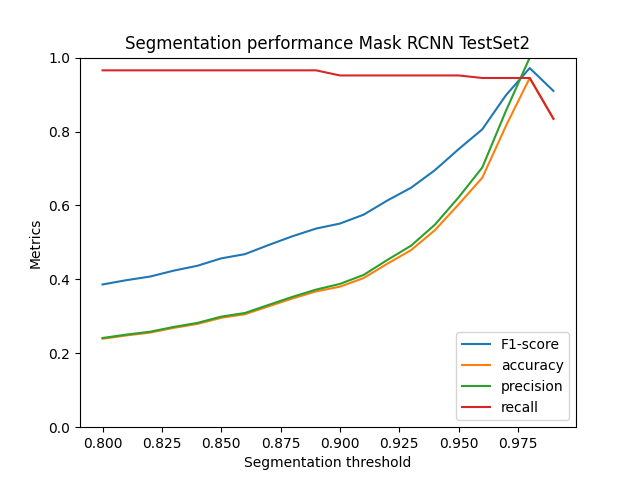 Segmentation performance Mask RCNN TestSet2
1.0
0.8
0.6
0.4
0.2
0.0
Metrics
F1-score
accuracy
precision
recall
0.800 0.825 0.850 0.875 0.900 0.925 0.950 0.975
Segmentation threshold